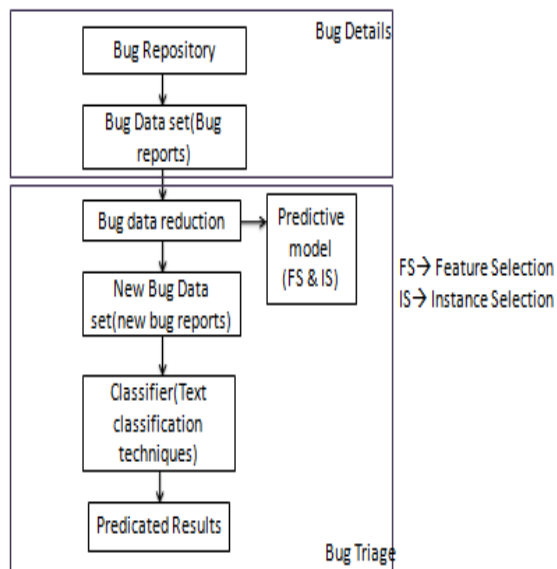 Bug Details
Bug Repository
Bug Data set(Bug
reports)
Bug data reduction
Predictive
model
(FS & IS)
FS→ Feature Selection
IS→ Instance Selection
New Bug Data
set(new bug reports)
Classifier(Text
classification
techniques)
Predicated Results
Bug Triage